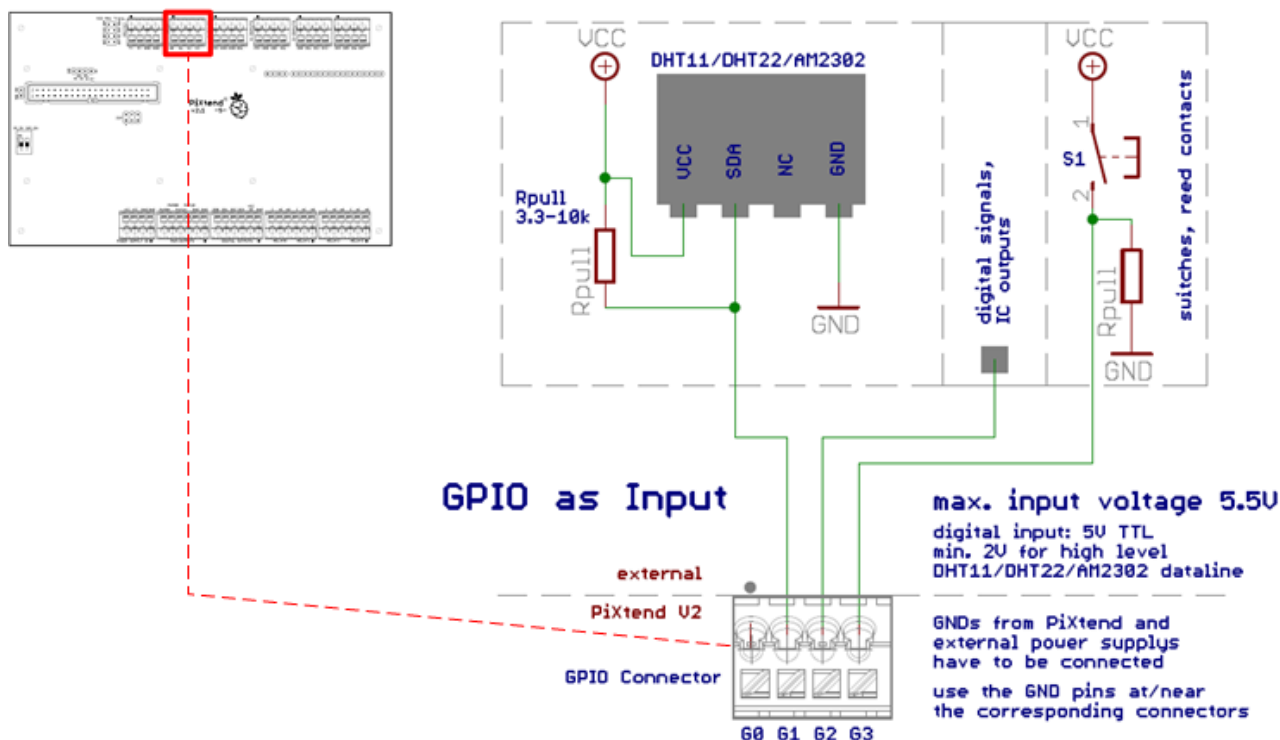 PiXtend
VCC
DHT11/DHT22/AM2302
VCC
SDA
NC
GND
Rpull
3.3-10k
Rpull
GND
digital signals,
IC outputs
VCC
1
S1
2
Rpull
GND
switches, reed contacts
GPIO as Input
max. input voltage 5.5V
digital input: 5V TTL
min. 2V for high level
DHT11/DHT22/AM2302 dataline
external
PiXtend V2
GPIO Connector
GNDs from PiXtend and
external power supplys
have to be connected
use the GND pins at/near
the corresponding connectors
G0 G1 G2 G3